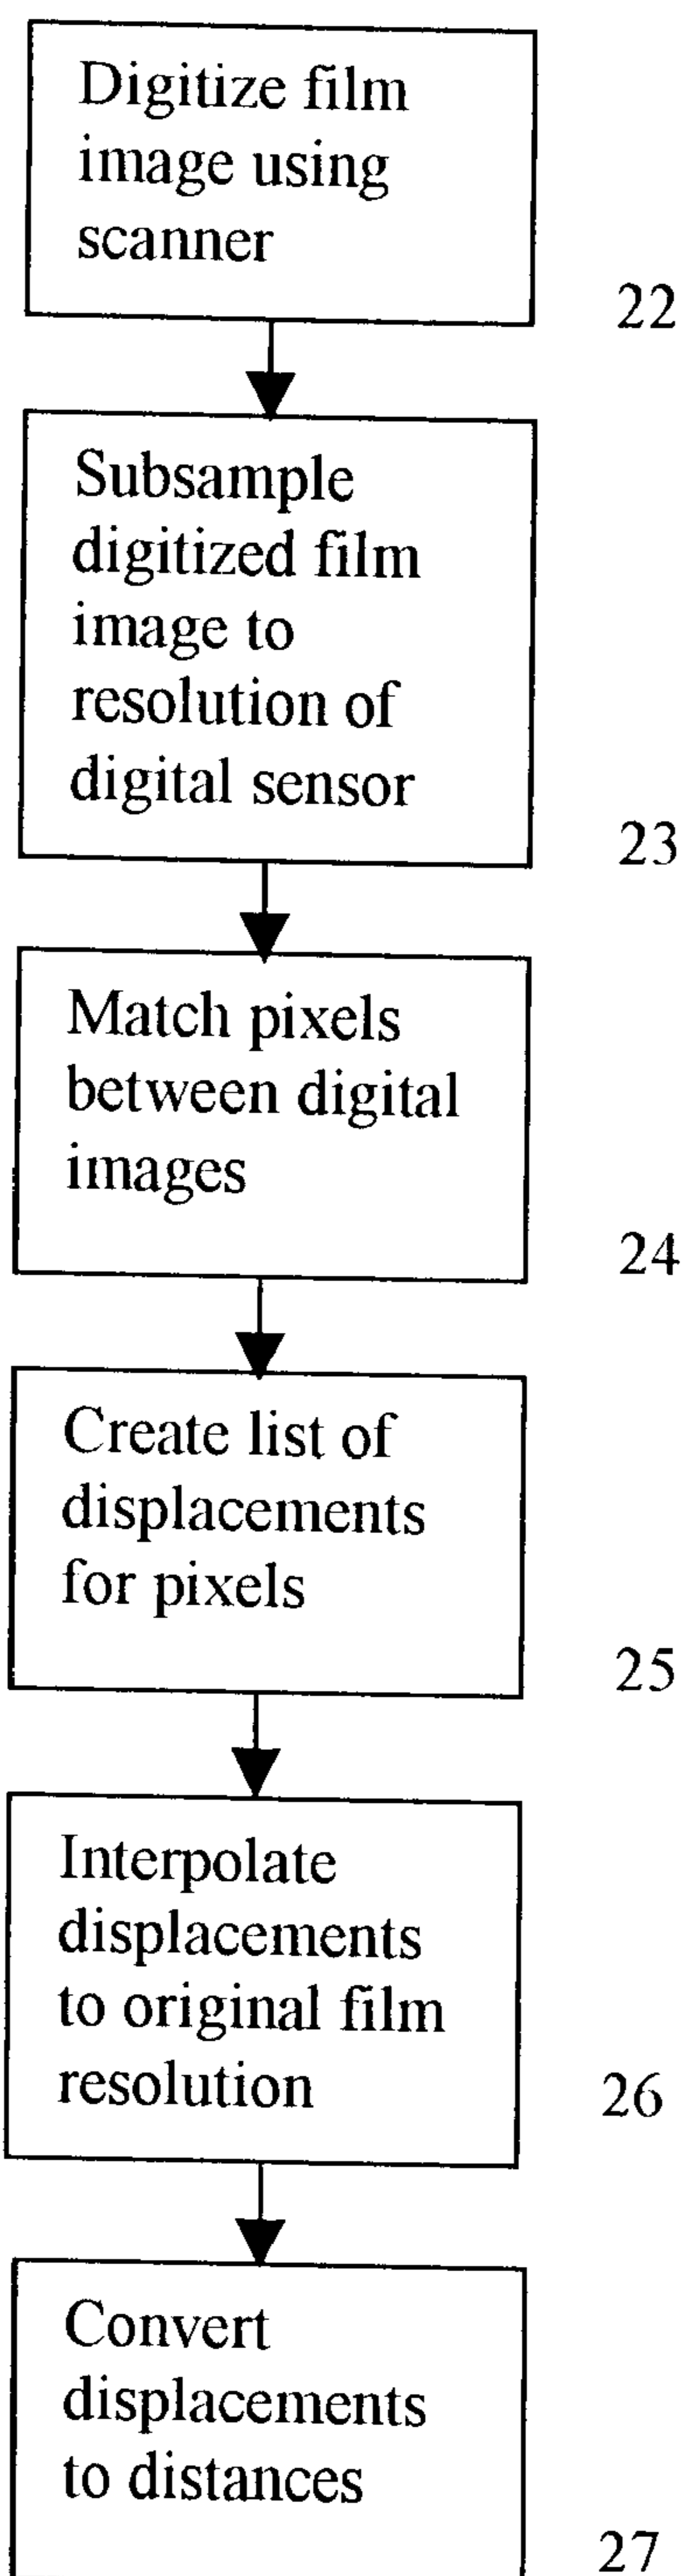 Digitize film
image using
scanner
22
Subsample
digitized film
image to
resolution of
digital sensor
23
Match pixels
between digital
images
24
Create list of
displacements
for pixels
25
Interpolate
displacements
to original film
resolution
26
Convert
displacements
to distances
27